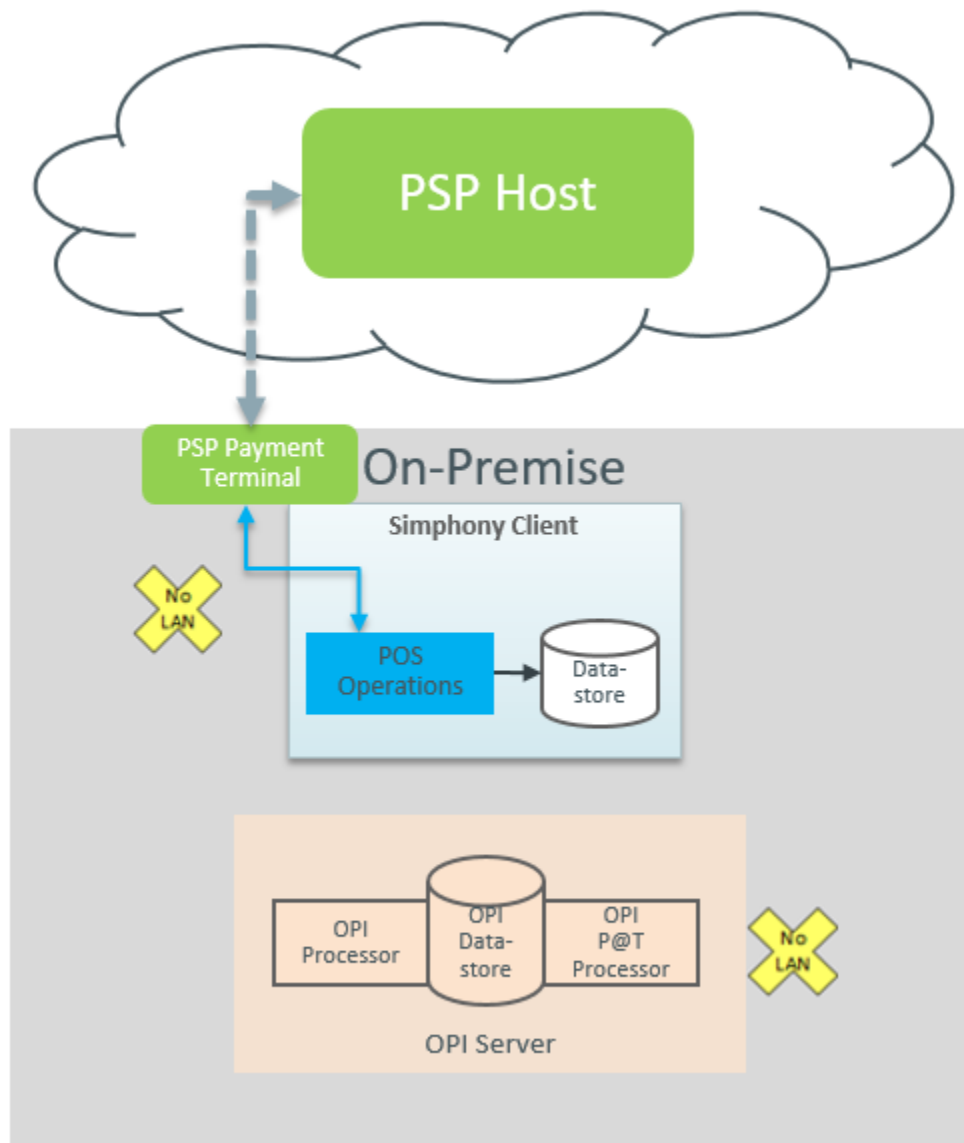 PSP Host
PSP Payment
Terminal
On-Premise
Simphony Client
No
LAN
POS
Operations
Data-
store
OPI
Processor
OPI
Data-
store
OPI
P@T
Processor
No
LAN
OPI Server